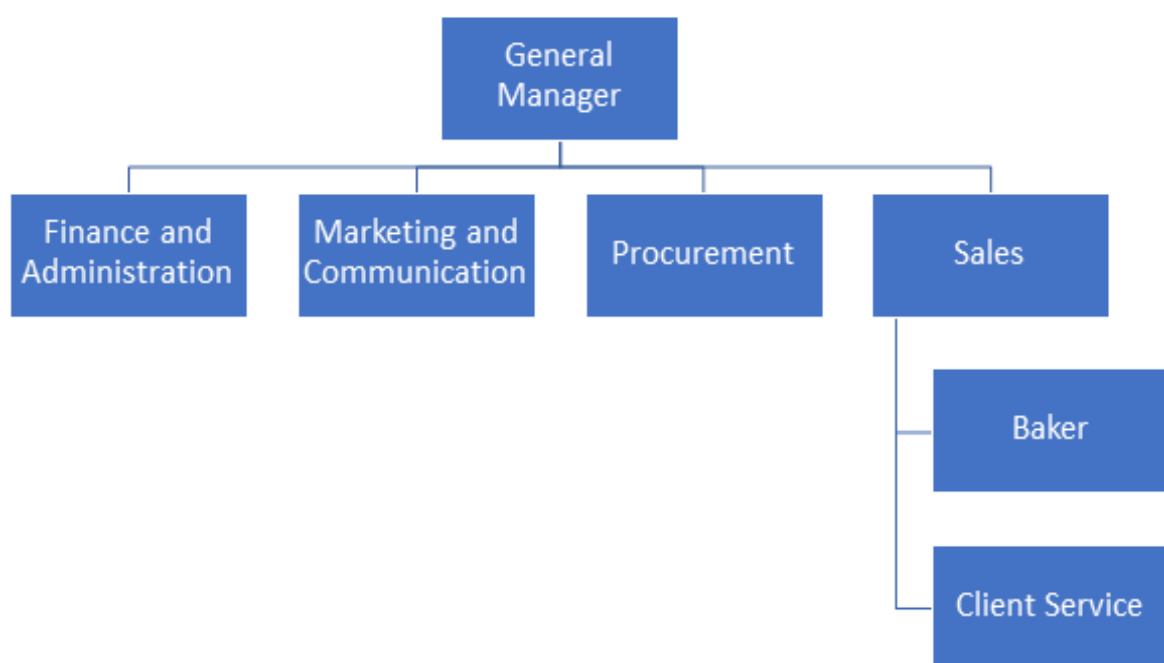 General
Manager
Finance and
Administration
Marketing and
Communication
Procurement
Sales
Baker
Client Service